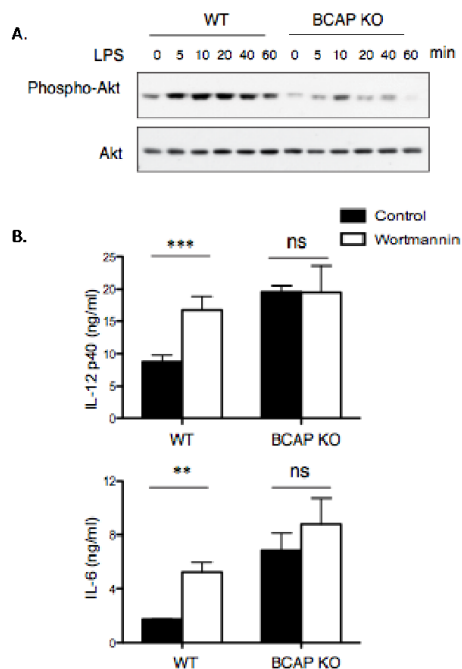 A.
WT BCAP KO
LPS 0 5 10 20 40 60 0 5 10 20 40 60 min
Phospho-Akt
Akt
Control
Wortmannin
B.
*** ns
25
20
15
10
5
0
IL-12 p40 (ng/ml)
WT BCAP KO
** ns
12
8
4
0
IL-6 (ng/ml)
WT BCAP KO